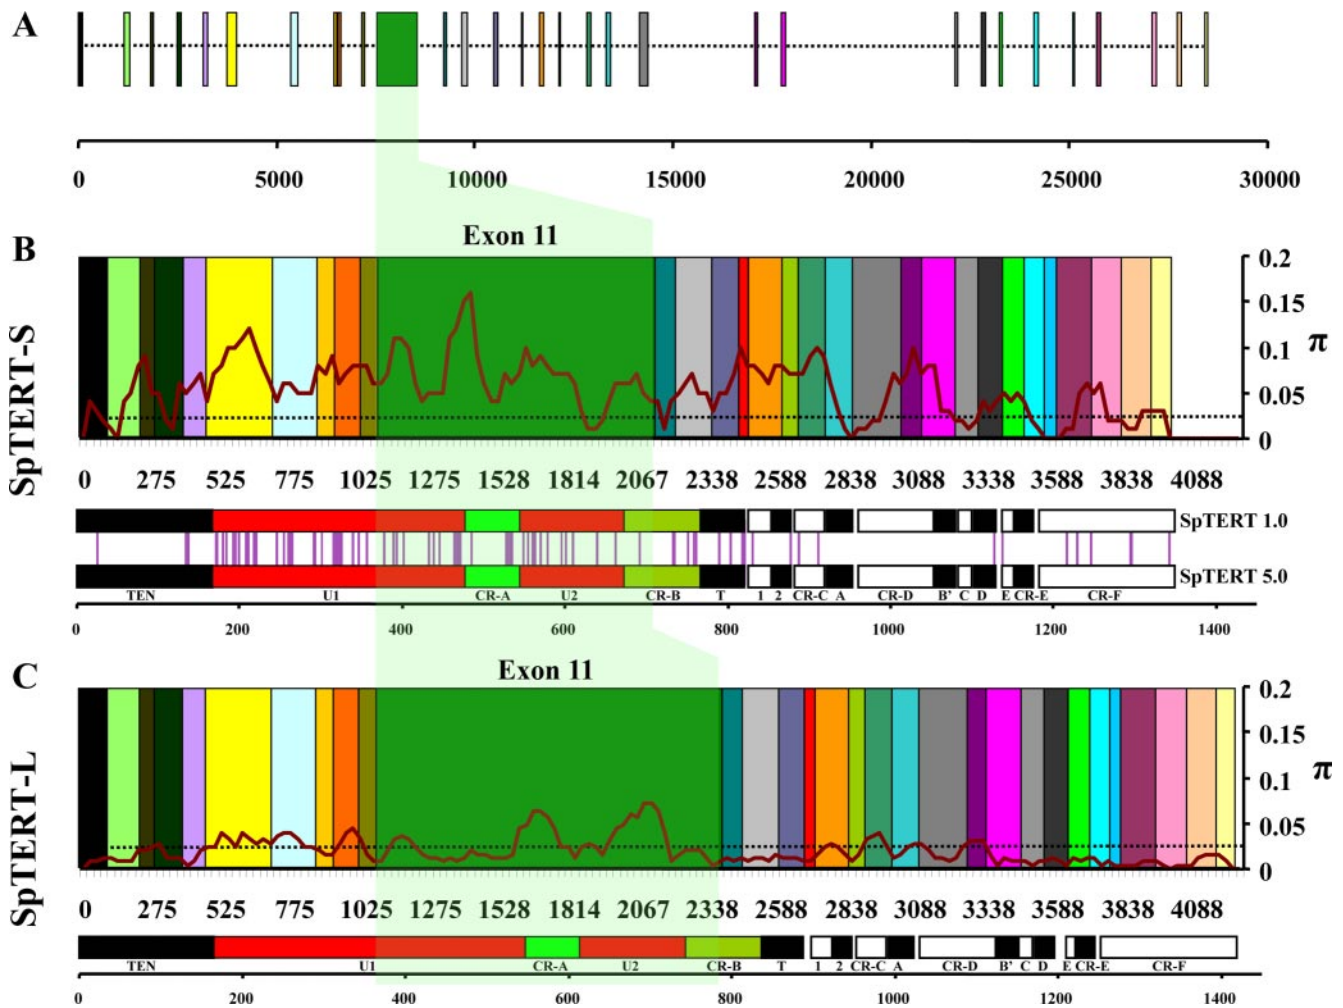 A
0 5000 10000 15000 20000 25000 30000
B
Exon 11
SpTERT-S
0.2
0.15
0.1
0.05
0
π
0 275 525 775 1025 1275 1528 1814 2067 2338 2588 2838 3088 3338 3588 3838 4088
SpTERT 1.0
SpTERT 5.0
TEN U1 CR-A U2 CR-B T 1 2 CR-C A CR-D B' C D E CR-E CR-F
0 200 400 600 800 1000 1200 1400
C
Exon 11
SpTERT-L
0.2
0.15
0.1
0.05
0
π
0 275 525 775 1025 1275 1528 1814 2067 2338 2588 2838 3088 3338 3588 3838 4088
TEN U1 CR-A U2 CR-B T 1 2 CR-C A CR-D B' C D E CR-E CR-F
0 200 400 600 800 1000 1200 1400